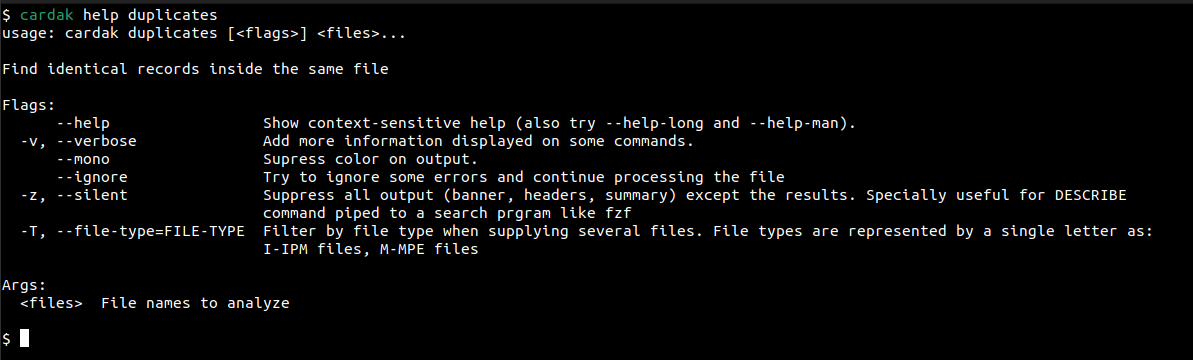 $ cardak help duplicates
usage: cardak duplicates [<flags>] <files>...
Find identical records inside the same file
Flags:
--help Show context-sensitive help (also try --help-long and --help-man).
-v, --verbose Add more information displayed on some commands.
--mono Supress color on output.
--ignore Try to ignore some errors and continue processing the file
-z, --silent Suppress all output (banner, headers, summary) except the results. Specially useful for DESCRIBE
command piped to a search prgram like fzf
-T, --file-type=FILE-TYPE Filter by file type when supplying several files. File types are represented by a single letter as:
I-IPM files, M-MPE files
Args:
<files> File names to analyze
$